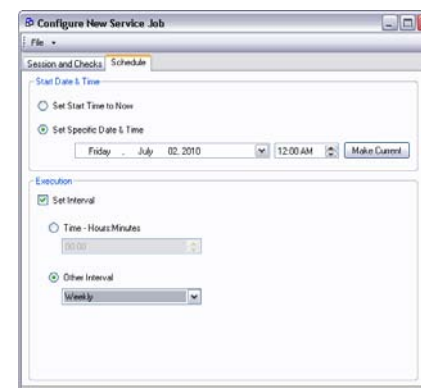 Configure New Service Job
File
Session and Checks Schedule
Start Date & Time
Set Start Time to Now
Set Specific Date & Time
Friday , July 02, 2010 12:00 AM Make Current
Execution
Set Interval
Time - Hours:Minutes
00:00
Other Interval
Weekly